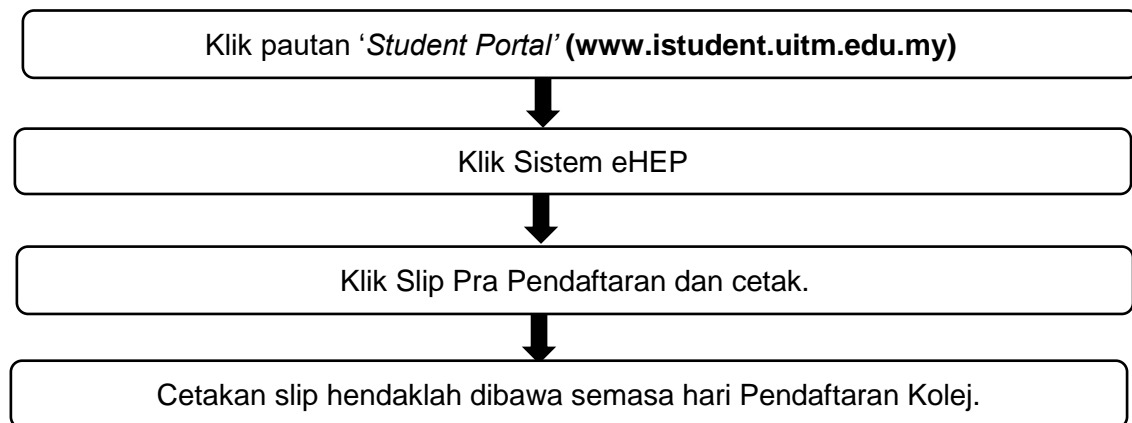 Klik pautan ‘Student Portal’ (www.istudent.uitm.edu.my)
Klik Sistem eHEP
Klik Slip Pra Pendaftaran dan cetak.
Cetakan slip hendaklah dibawa semasa hari Pendaftaran Kolej.